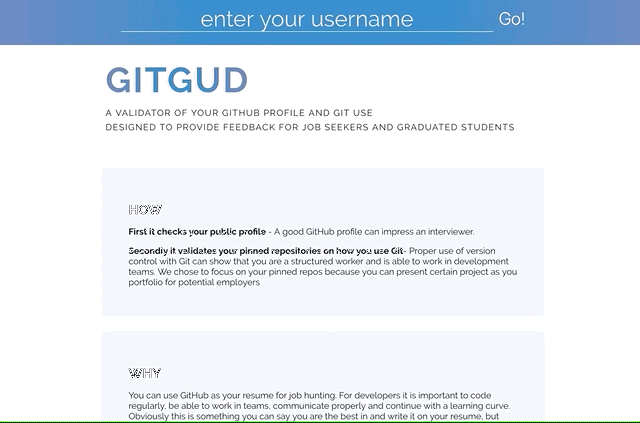 enter your username Go!
GITGUD
A VALIDATOR OF YOUR GITHUB PROFILE AND GIT USE
DESIGNED TO PROVIDE FEEDBACK FOR JOB SEEKERS AND GRADUATED STUDENTS
HOW
First it checks your public profile - A good GitHub profile can impress an interviewer.
Secondly it validates your pinned repositories on how you use Git- Proper use of version
control with Git can show that you are a structured worker and is able to work in development
teams. We chose to focus on your pinned repos because you can present certain project as you
portfolio for potential employers
WHY
You can use GitHub as your resume for job hunting. For developers it is important to code
regularly, be able to work in teams, communicate properly and continue with a learning curve.
Obviously this is something you can say you are the best in and write it on your resume, but